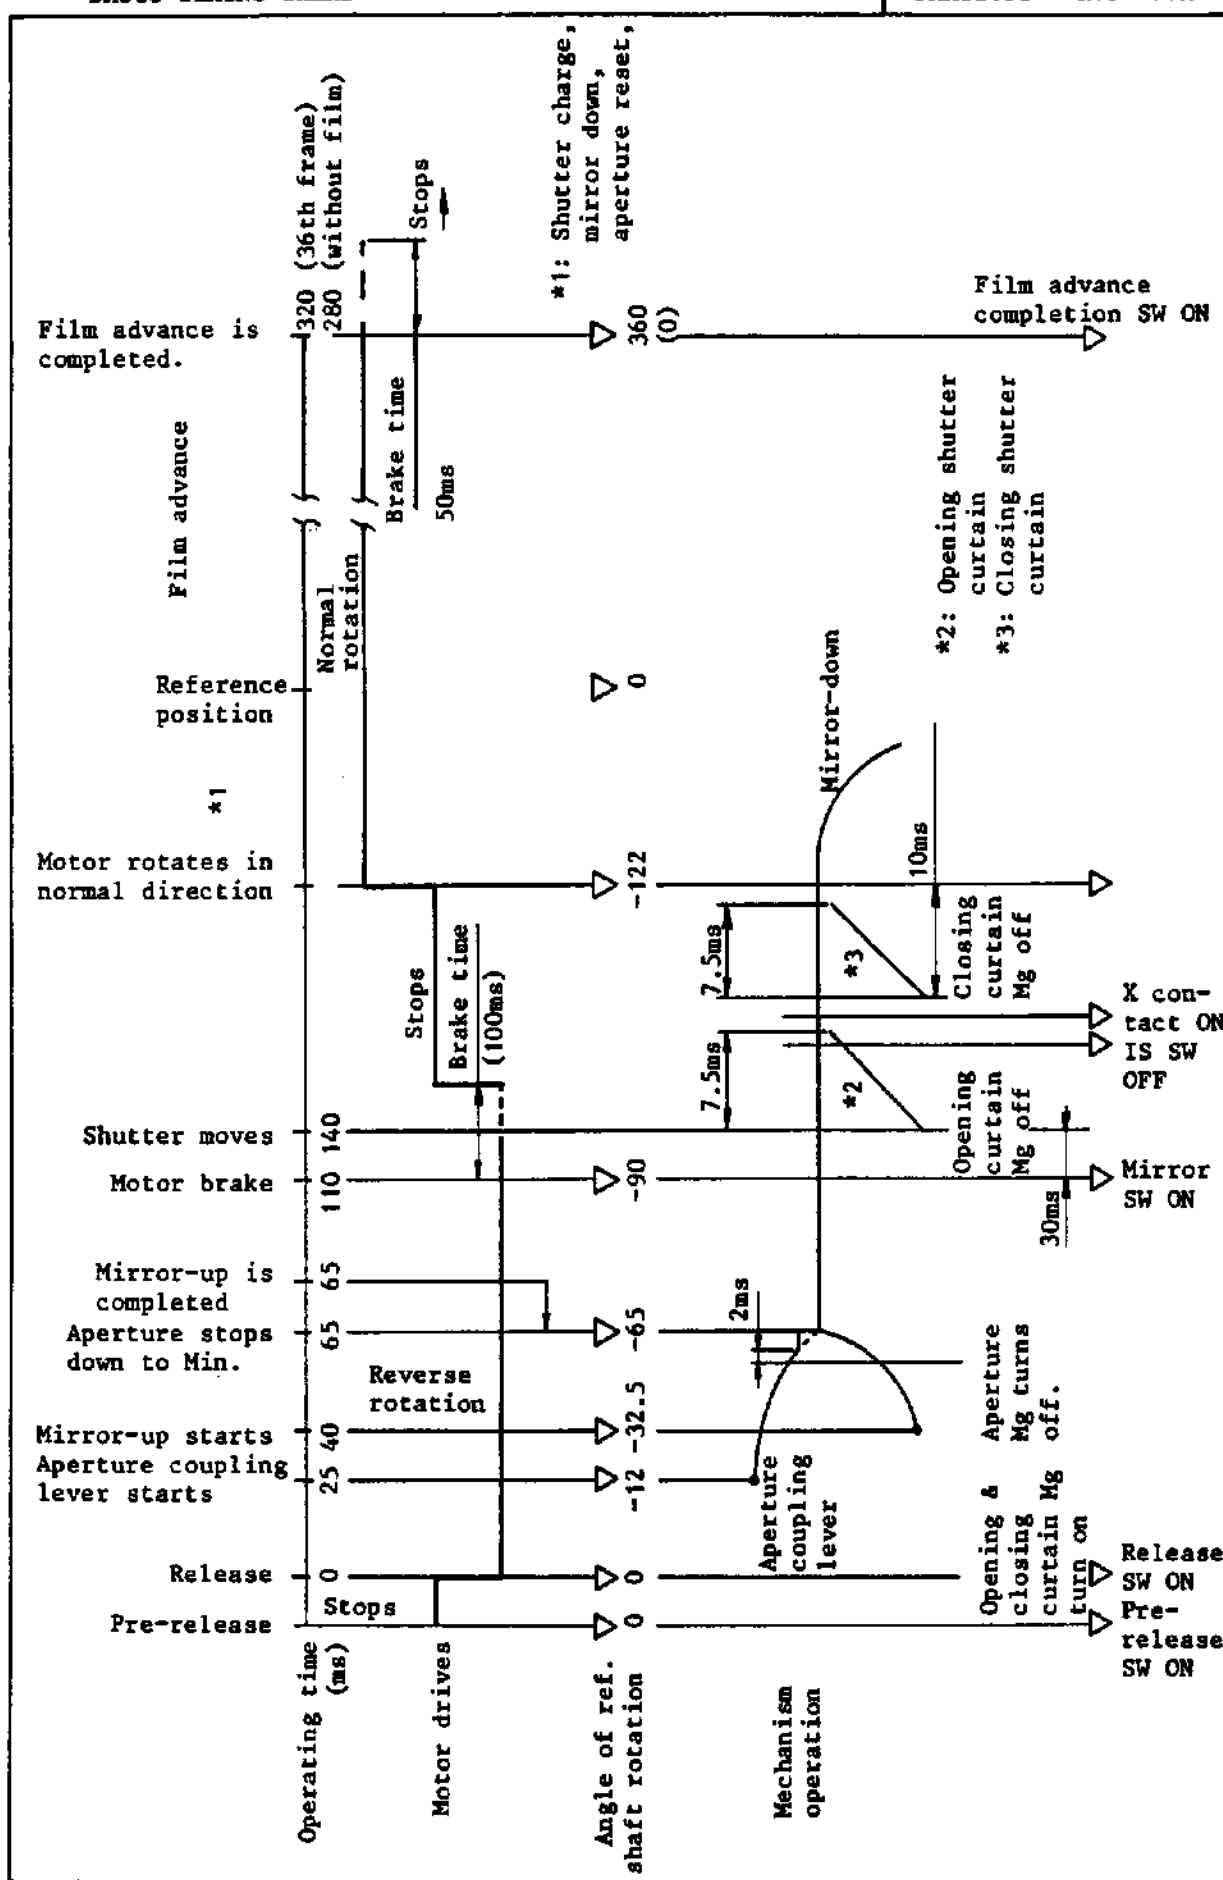 320 (36th frame)
280 (without film)
*1: Shutter charge,
mirror down,
aperture reset,
Stops
Film advance is
completed.
360
(0)
Film advance
completion SW ON
Film advance
Brake time
50ms
Normal
rotation
*2: Opening shutter
curtain
*3: Closing shutter
curtain
Reference
position
0
Mirror-down
*1
Motor rotates in
normal direction
-122
10ms
Stops
Brake time
(100ms)
7.5ms
*3
Closing
curtain
Mg off
X con-
tact ON
IS SW
OFF
7.5ms
*2
Opening
curtain
Mg off
Shutter moves
140
Motor brake
110
-90
30ms
Mirror
SW ON
Mirror-up is
completed
65
Aperture stops
down to Min.
65
-65
2ms
Reverse
rotation
Aperture
Mg turns
off.
Mirror-up starts
40
-32.5
Aperture coupling
lever starts
25
-12
Aperture
coupling
lever
Opening &
closing
curtain Mg
turn on
Release
0
0
Release
SW ON
Stops
Pre-release
0
Pre-
release
SW ON
Operating time
(ms)
Motor drives
Angle of ref.
shaft rotation
Mechanism
operation